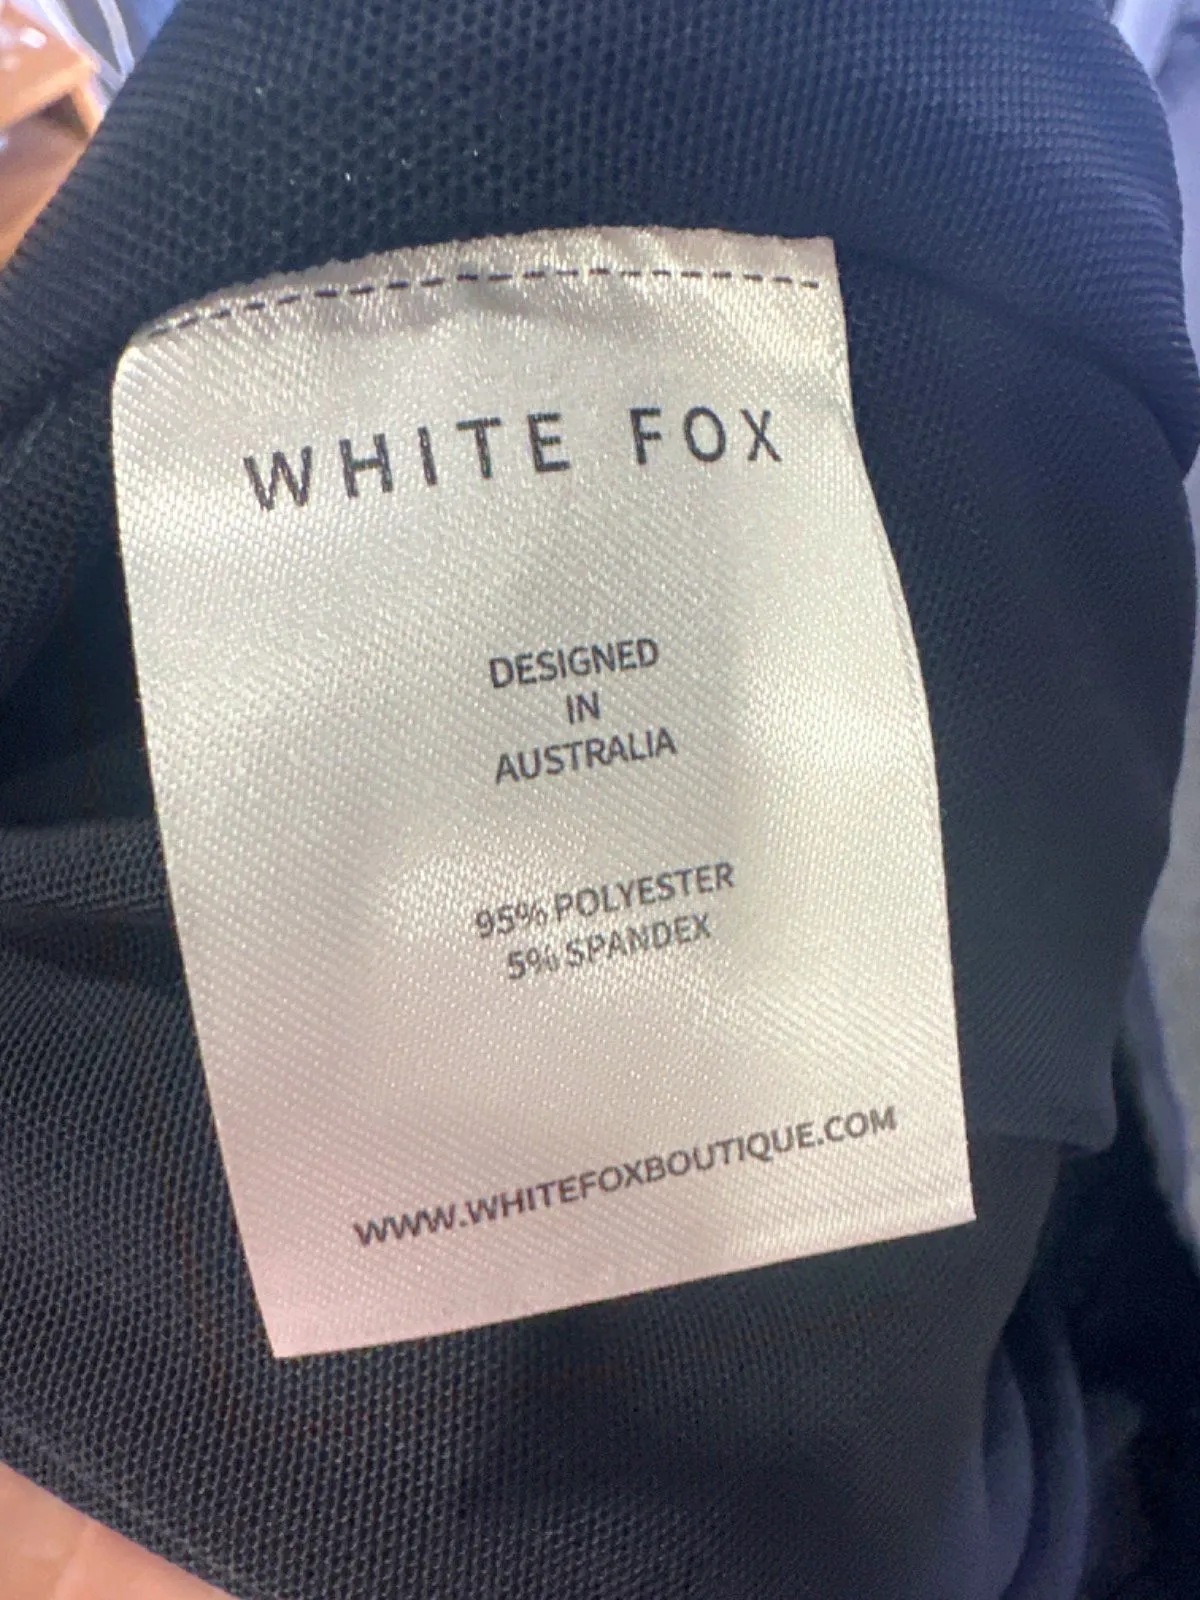 WHITE FOX
DESIGNED
IN
AUSTRALIA
95% POLYESTER
5% SPANDEX
WWW.WHITEFOXBOUTIQUE.COM